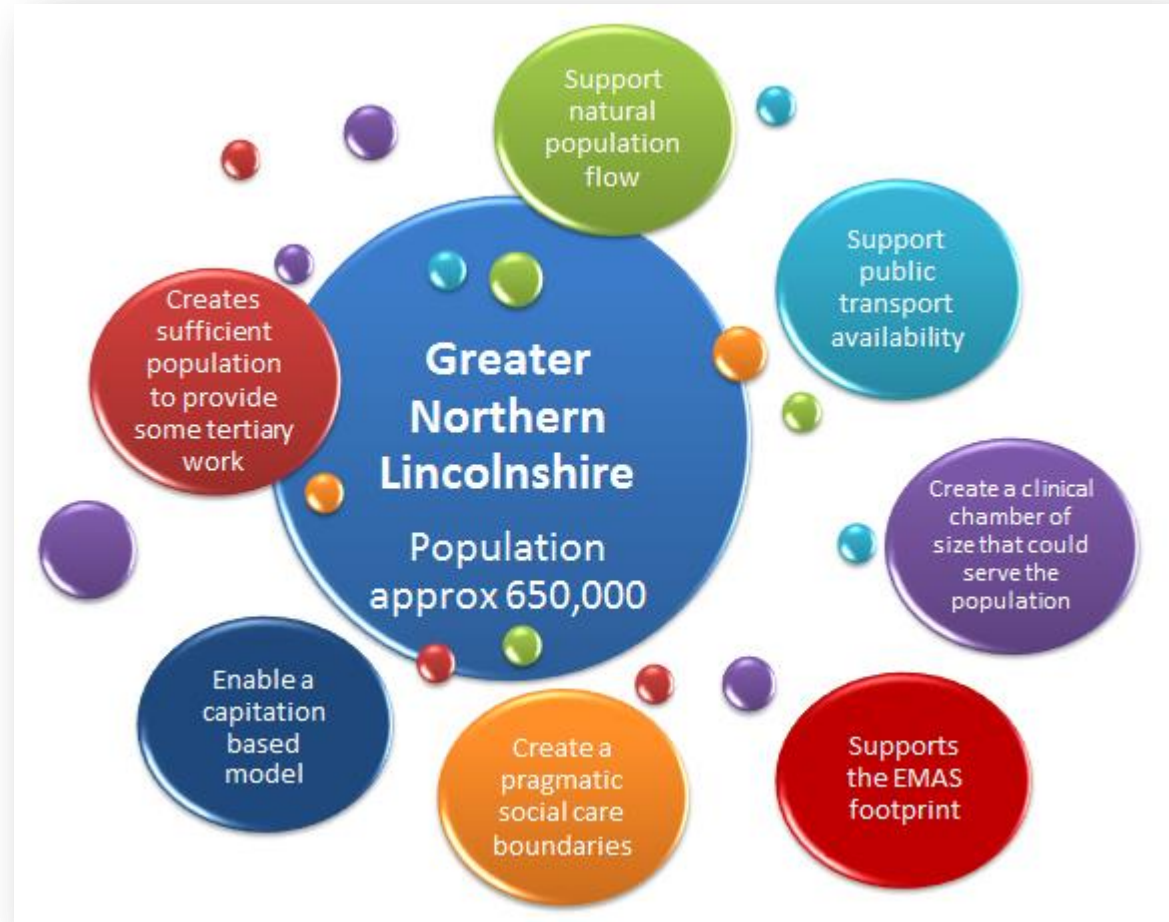 Support
natural
population
flow
Support
public
transport
availability
Creates
sufficient
population
to provide
some tertiary
work
Greater
Northern
Lincolnshire
Population
approx 650,000
Create a clinical
chamber of
size that could
serve the
population
Enable a
capitation
based
model
Create a
pragmatic
social care
boundaries
Supports
the EMAS
footprint